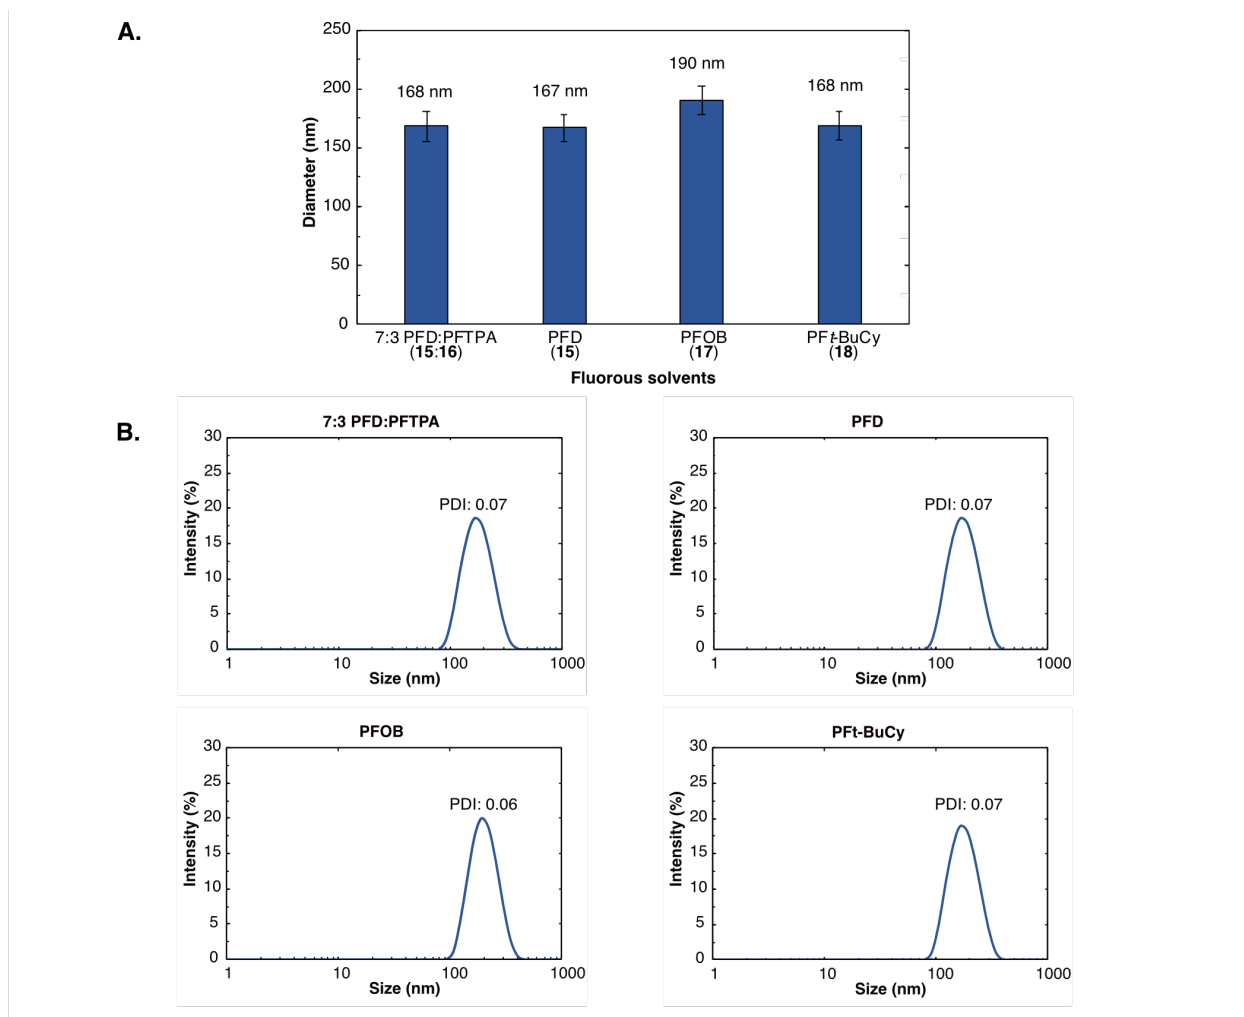 A.
250
200
150
100
50
0
Diameter (nm)
168 nm
167 nm
190 nm
168 nm
7:3 PFD:PFTPA
(15:16)
PFD
(15)
PFOB
(17)
PFt-BuCy
(18)
Fluorous solvents
B.
7:3 PFD:PFTPA
30
25
20
15
10
5
0
Intensity (%)
PDI: 0.07
1 10 100 1000
Size (nm)
PFD
30
25
20
15
10
5
0
Intensity (%)
PDI: 0.07
1 10 100 1000
Size (nm)
PFOB
30
25
20
15
10
5
0
Intensity (%)
PDI: 0.06
1 10 100 1000
Size (nm)
PFt-BuCy
30
25
20
15
10
5
0
Intensity (%)
PDI: 0.07
1 10 100 1000
Size (nm)